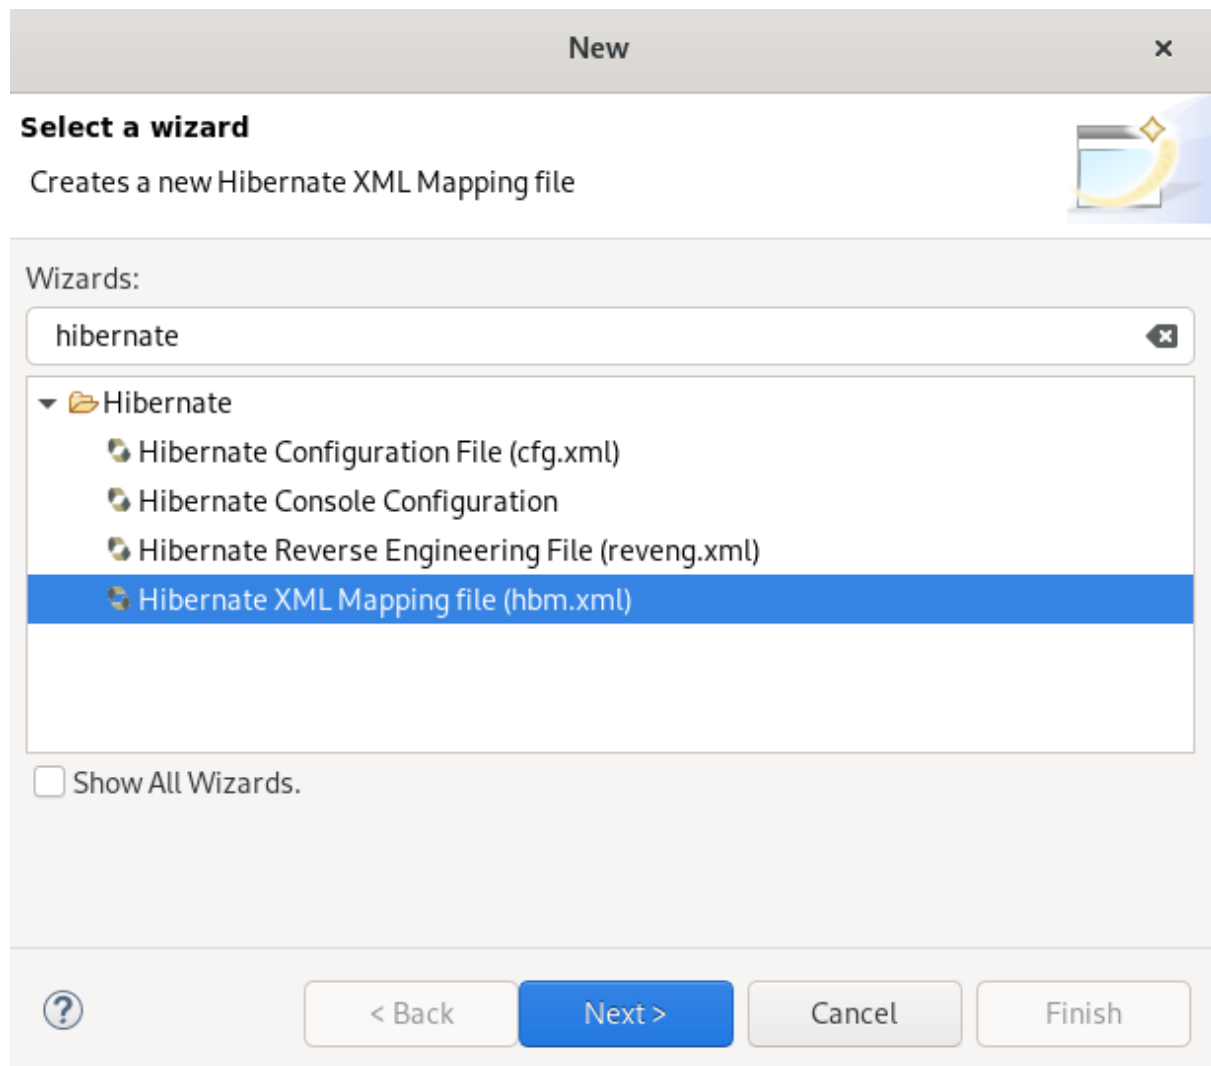 New
Select a wizard
Creates a new Hibernate XML Mapping file
Wizards:
hibernate
Hibernate
Hibernate Configuration File (cfg.xml)
Hibernate Console Configuration
Hibernate Reverse Engineering File (reveng.xml)
Hibernate XML Mapping file (hbm.xml)
Show All Wizards.
< Back Next > Cancel Finish